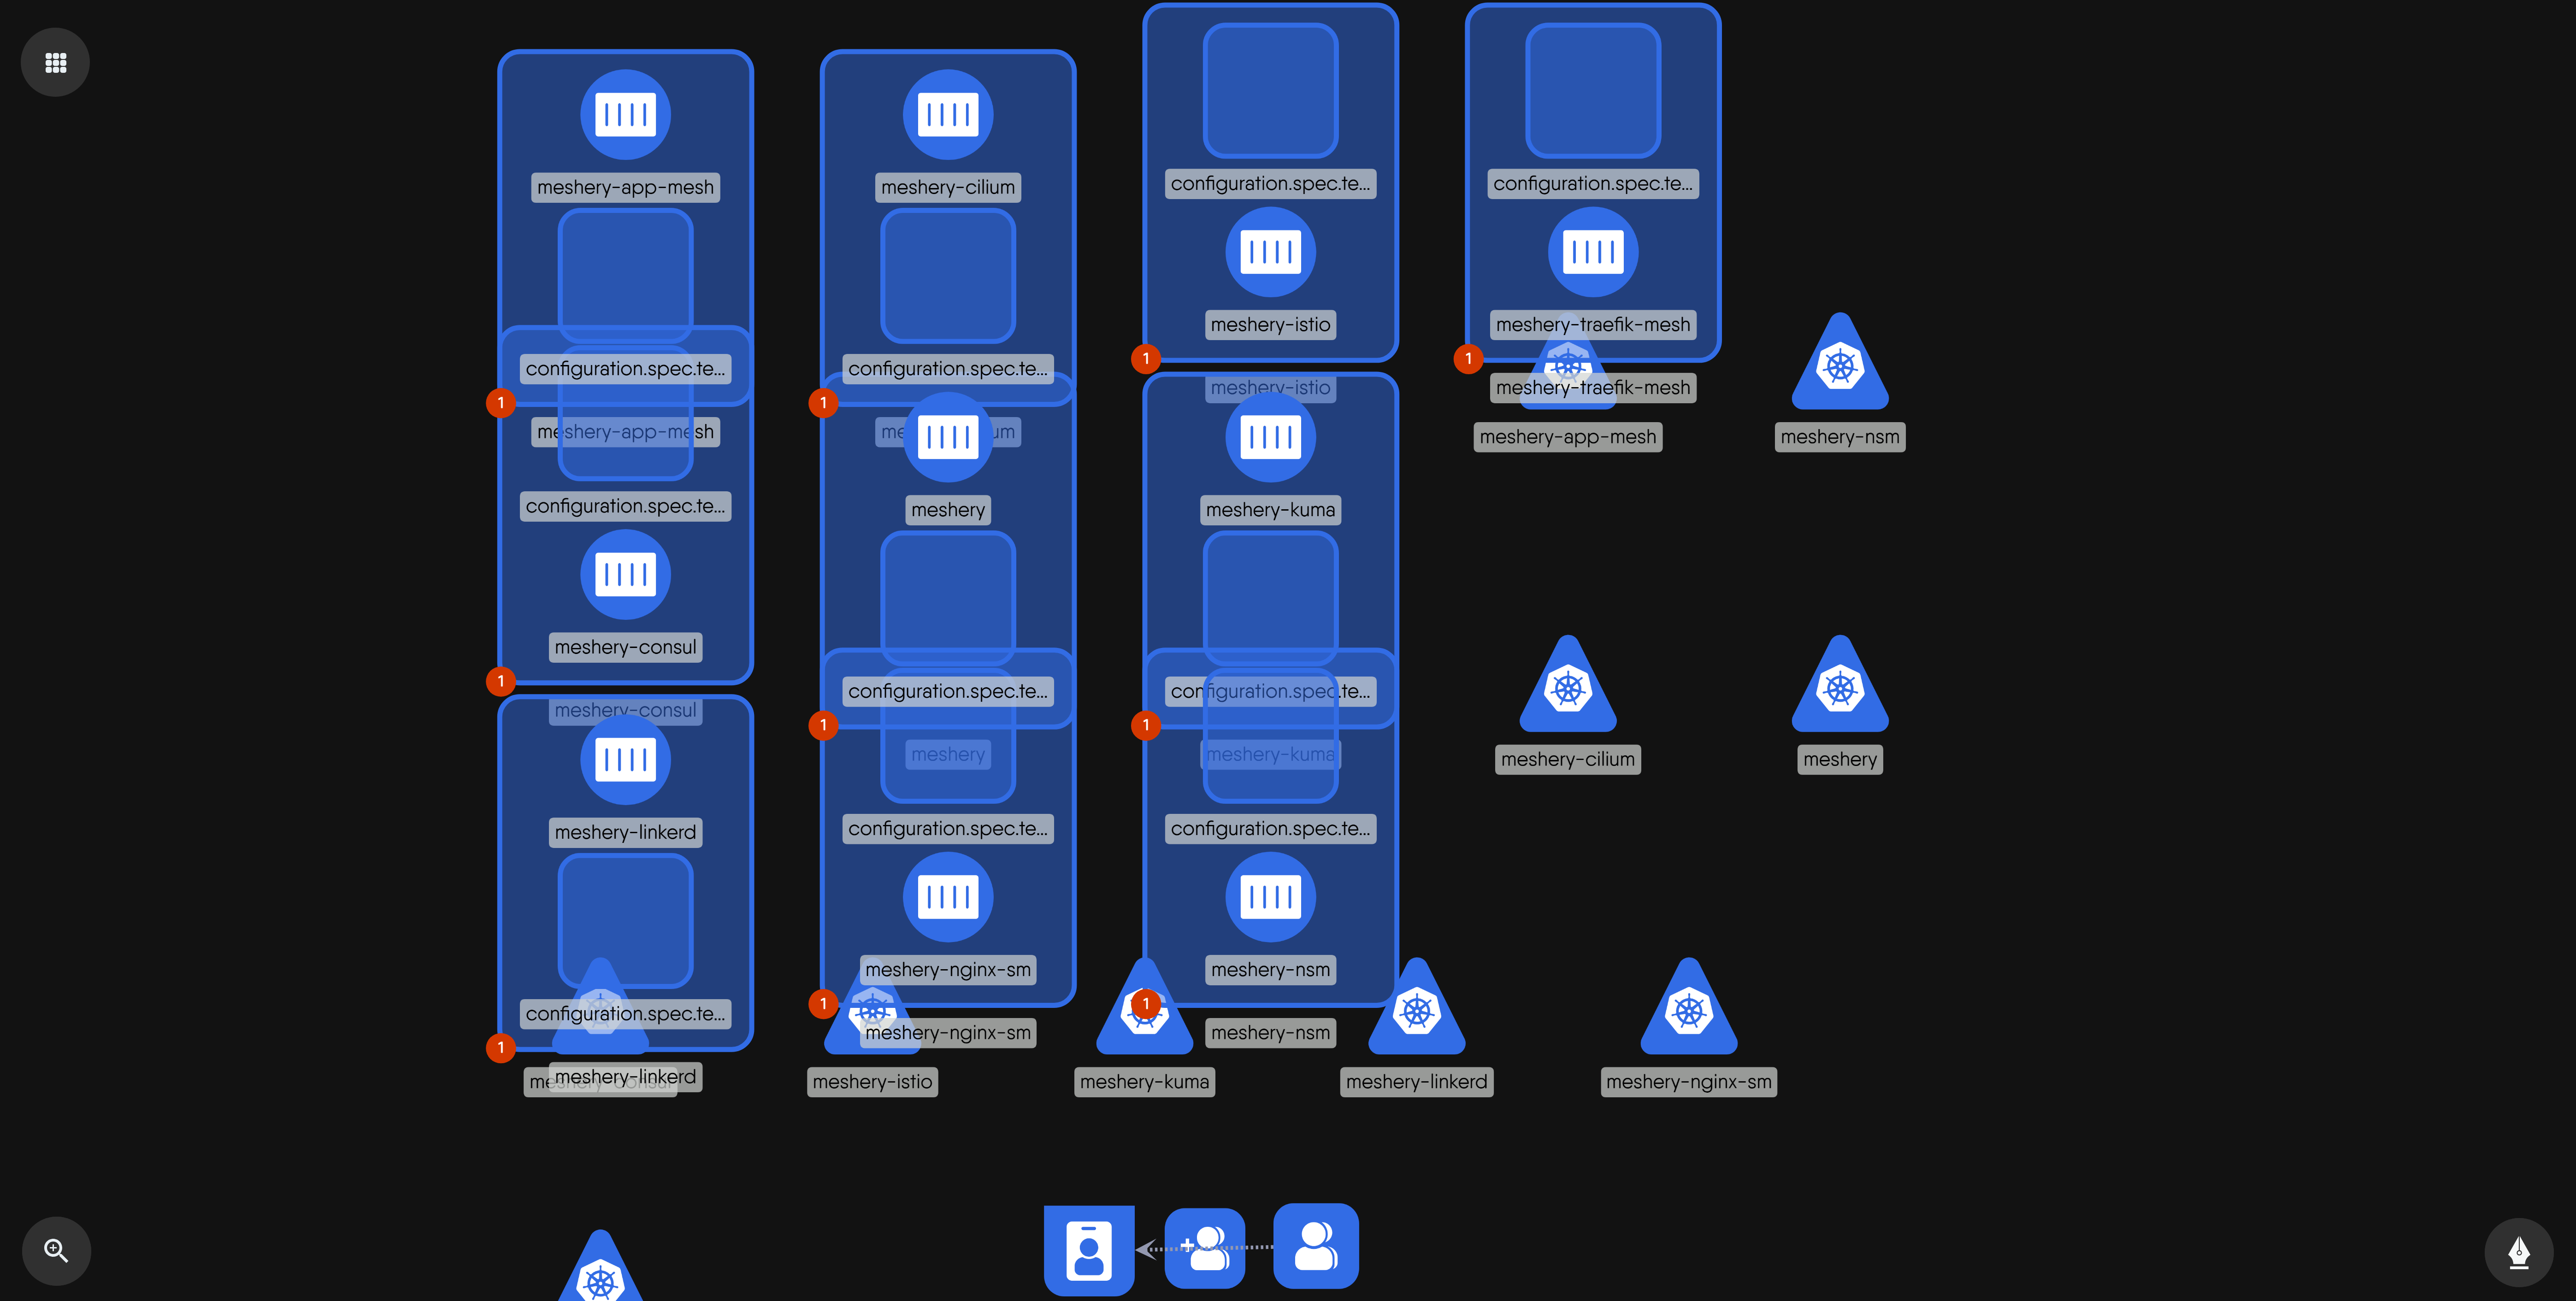 meshery-app-mesh
configuration.spec.te...
1
meshery-app-mesh
configuration.spec.te...
meshery-consul
1
meshery-consul
meshery-linkerd
configuration.spec.te...
1
meshery-linkerd
meshery-cilium
configuration.spec.te...
1
meshery
configuration.spec.te...
1
meshery
configuration.spec.te...
meshery-nginx-sm
1
meshery-nginx-sm
configuration.spec.te...
meshery-istio
1
meshery-istio
meshery-kuma
configuration.spec.te...
1
meshery-kuma
configuration.spec.te...
meshery-nsm
1
meshery-nsm
configuration.spec.te...
meshery-traefik-mesh
1
meshery-traefik-mesh
meshery-app-mesh
meshery-nsm
meshery-cilium
meshery
meshery-istio
meshery-kuma
meshery-linkerd
meshery-nginx-sm